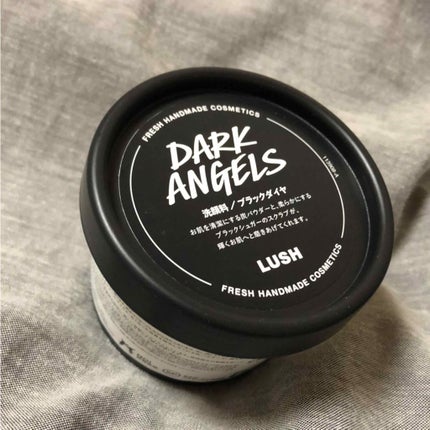 FRESH HANDMADE COSMETICS
DARK
ANGELS
洗顔料 / ブラックダイヤ
お肌を清潔にする炭パウダーと、柔らかにする
ブラックシュガーのスクラブが、
輝くお肌へと磨きあげてくれます。
LUSH
FRESH HANDMADE COSMETICS